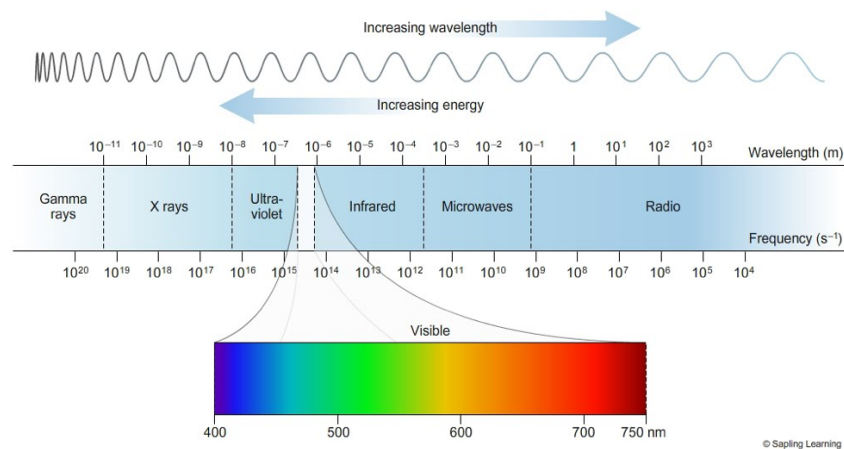 Increasing wavelength
Increasing energy
10⁻¹¹ 10⁻¹⁰ 10⁻⁹ 10⁻⁸ 10⁻⁷ 10⁻⁶ 10⁻⁵ 10⁻⁴ 10⁻³ 10⁻² 10⁻¹ 1 10¹ 10² 10³ Wavelength (m)
Gamma
rays
X rays
Ultra-
violet
Infrared
Microwaves
Radio
Frequency (s⁻¹)
10²⁰ 10¹⁹ 10¹⁸ 10¹⁷ 10¹⁶ 10¹⁵ 10¹⁴ 10¹³ 10¹² 10¹¹ 10¹⁰ 10⁹ 10⁸ 10⁷ 10⁶ 10⁵ 10⁴
Visible
400 500 600 700 750 nm
© Sapling Learning